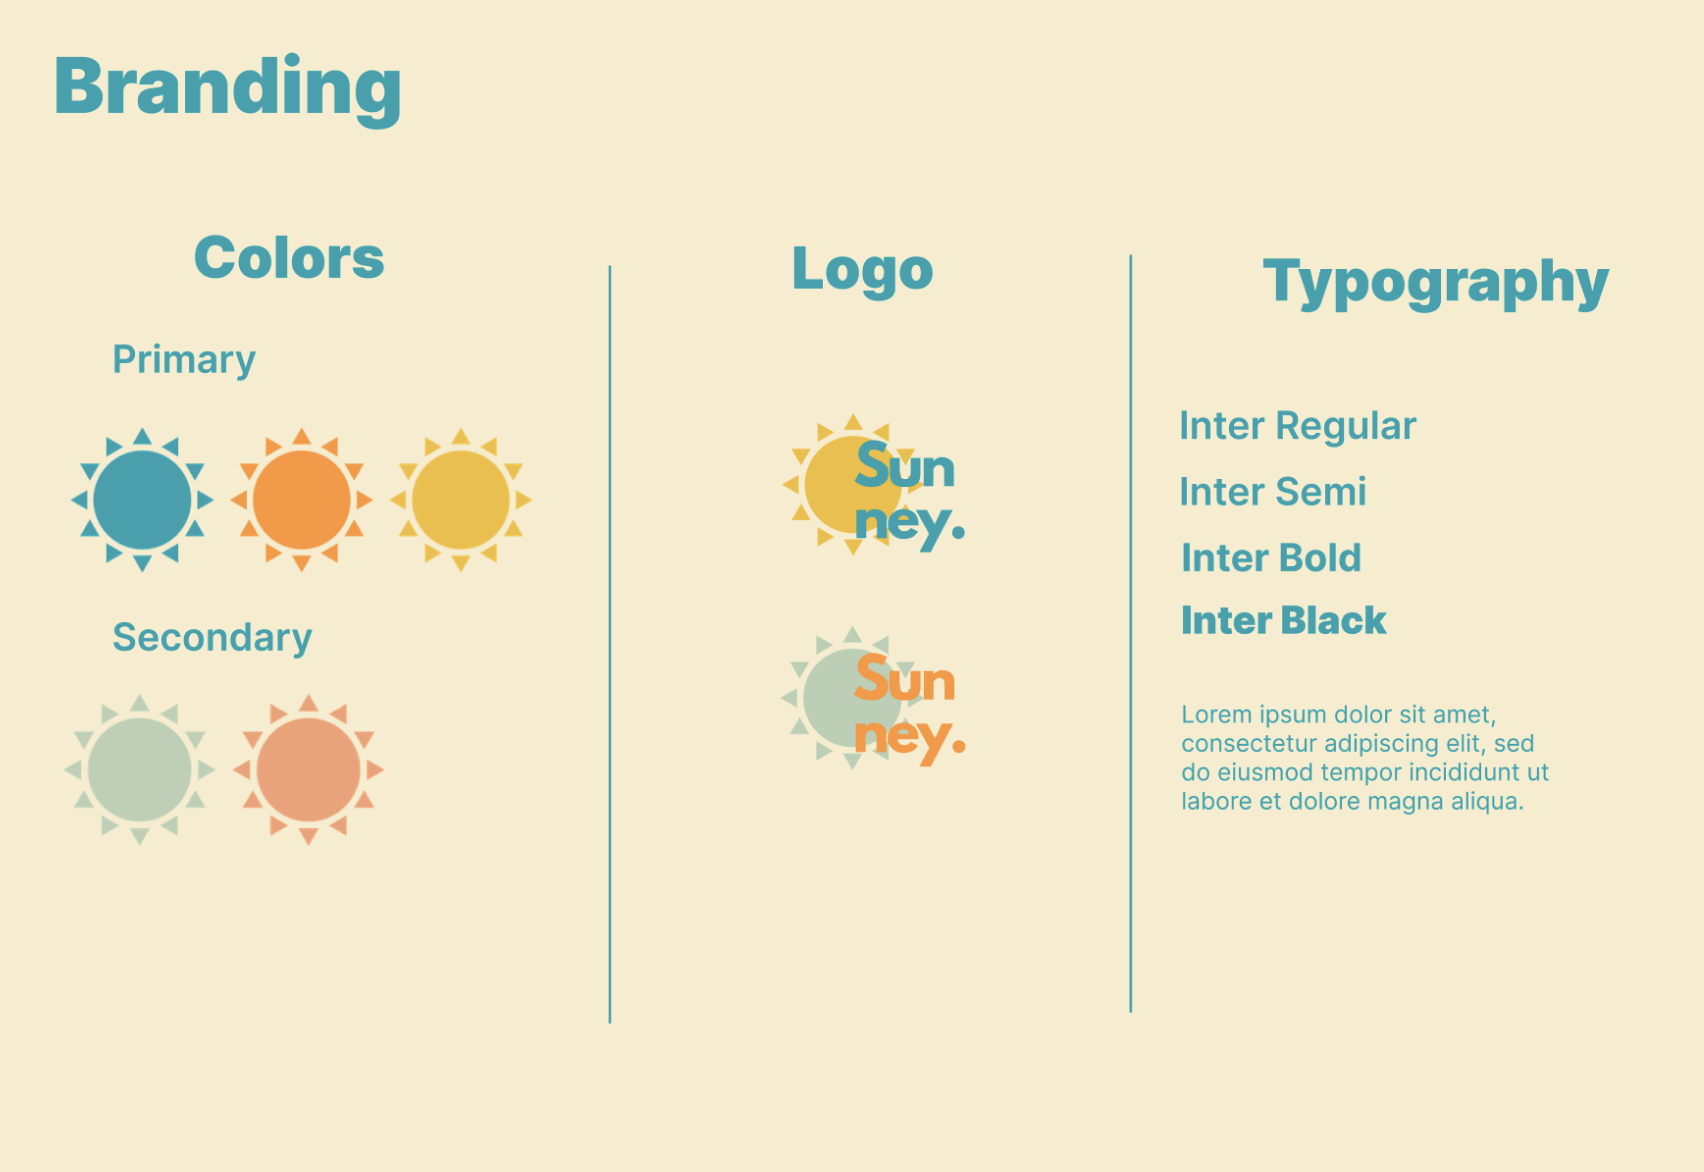 Branding
Colors
Primary
Secondary
Logo
Sun
ney.
Sun
ney.
Typography
Inter Regular
Inter Semi
Inter Bold
Inter Black
Lorem ipsum dolor sit amet,
consectetur adipiscing elit, sed
do eiusmod tempor incididunt ut
labore et dolore magna aliqua.